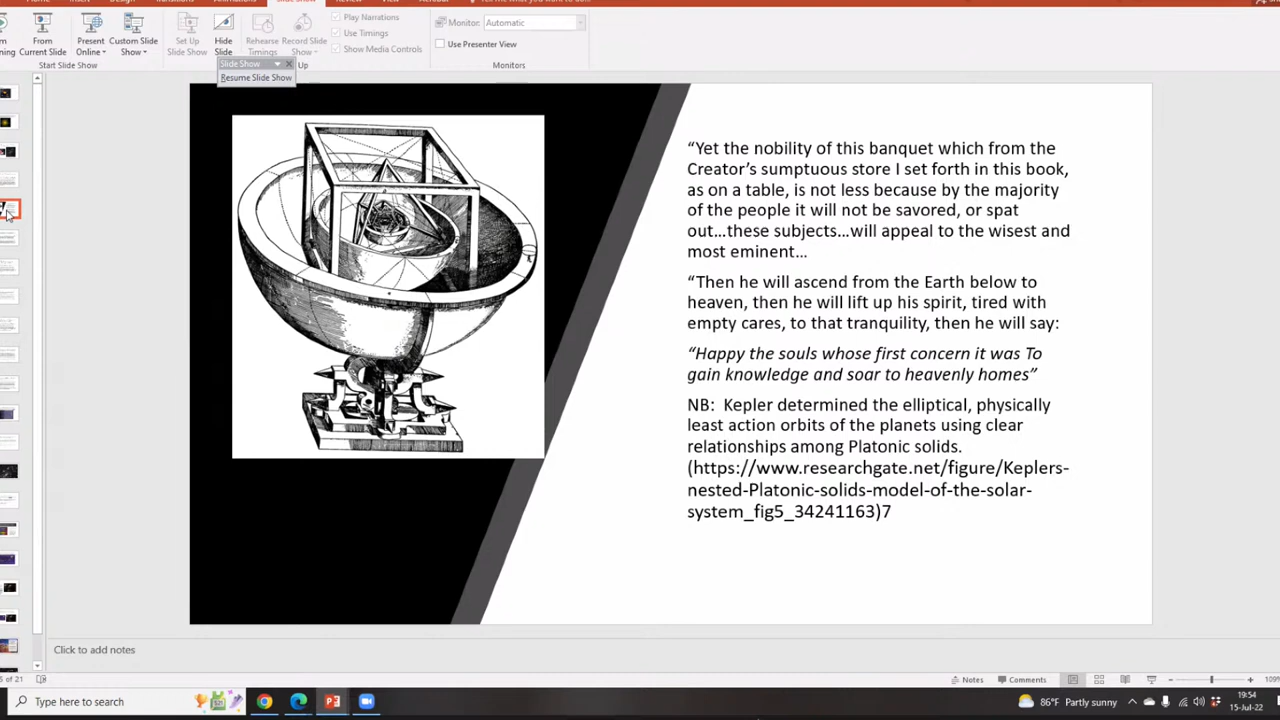 Slide Show
From Current Slide
Present Online
Custom Slide Show
Set Up Slide Show
Hide Slide
Rehearse Timings
Record Slide Show
Play Narrations
Use Timings
Show Media Controls
Monitor: Automatic
Use Presenter View
Start Slide Show
Up
Monitors
Slide Show
Resume Slide Show
“Yet the nobility of this banquet which from the
Creator’s sumptuous store I set forth in this book,
as on a table, is not less because by the majority
of the people it will not be savored, or spat
out…these subjects…will appeal to the wisest and
most eminent…
“Then he will ascend from the Earth below to
heaven, then he will lift up his spirit, tired with
empty cares, to that tranquility, then he will say:
“Happy the souls whose first concern it was To
gain knowledge and soar to heavenly homes”
NB: Kepler determined the elliptical, physically
least action orbits of the planets using clear
relationships among Platonic solids.
(https://www.researchgate.net/figure/Keplers-
nested-Platonic-solids-model-of-the-solar-
system_fig5_34241163)7
Click to add notes
of 21
Notes
Comments
109%
Type here to search
86°F Partly sunny
19:54
15-Jul-22